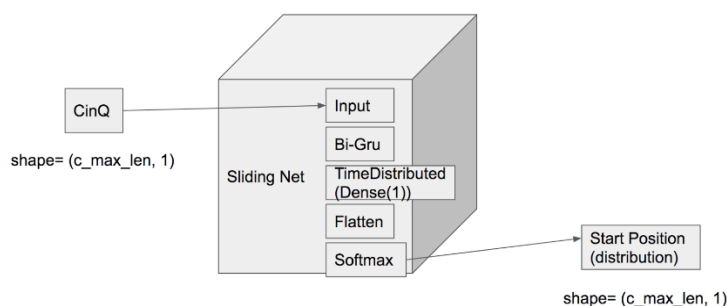 CinQ
shape= (c_max_len, 1)
Sliding Net
Input
Bi-Gru
TimeDistributed
(Dense(1))
Flatten
Softmax
Start Position
(distribution)
shape= (c_max_len, 1)